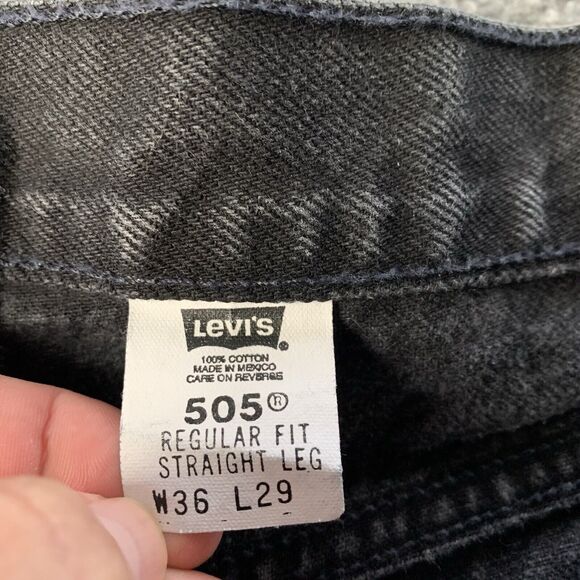 Levi's
100% COTTON
MADE IN MEXICO
CARE ON REVERSE
505®
REGULAR FIT
STRAIGHT LEG
W36 L29